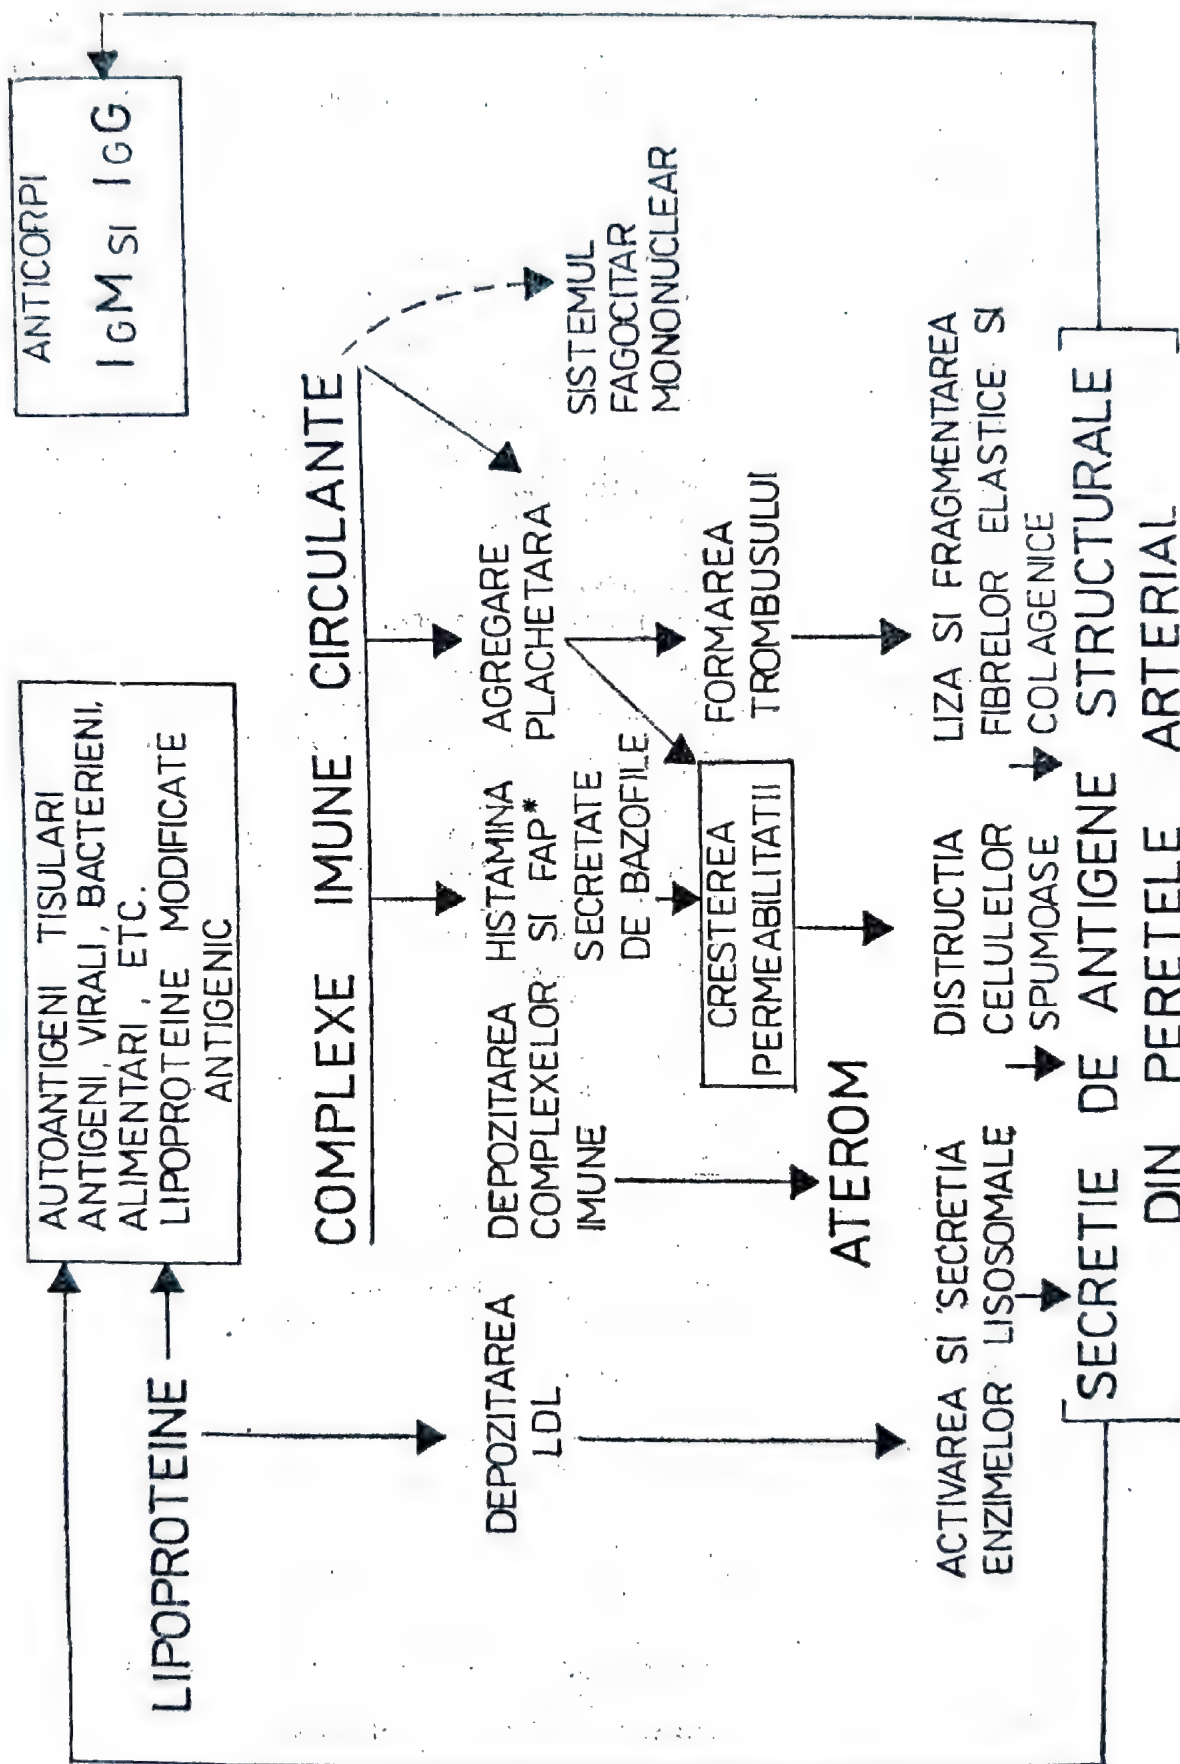 AUTOANTIGENI TISULARI
ANTIGENI, VIRALI, BACTERIENI,
ALIMENTARI, ETC.
LIPOPROTEINE MODIFICATE
ANTIGENIC
ANTICORPI
IGM SI IGG
LIPOPROTEINE
COMPLEXE IMUNE CIRCULANTE
DEPOZITAREA
LDL
DEPOZITAREA
COMPLEXELOR
IMUNE
HISTAMINA
SI FAP*
SECRETATE
DE BAZOFILE
AGREGARE
PLACHETARA
SISTEMUL
FAGOCITAR
MONONUCLEAR
CRESTEREA
PERMEABILITATII
FORMAREA
TROMBUSULUI
ATEROM
ACTIVAREA SI SECRETIA
ENZIMELOR LISOSOMALE
DISTRUCTIA
CELULELOR
SPUMOASE
LIZA SI FRAGMENTAREA
FIBRELOR ELASTICE SI
COLAGENICE
SECRETIE DE ANTIGENE STRUCTURALE
DIN PERETELE ARTERIAL